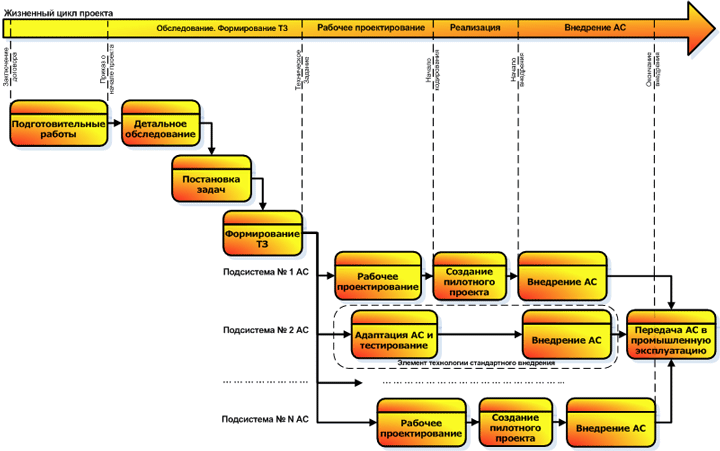 Жизненный цикл проекта
Обследование. Формирование ТЗ
Рабочее проектирование
Реализация
Внедрение АС
Заключение
договора
Приказ о
начале проекта
Техническое
Задание
Начало
кодирования
Начало
внедрения
Окончание
внедрения
Подготовительные
работы
Детальное
обследование
Постановка
задач
Формирование
ТЗ
Подсистема № 1 АС
Рабочее
проектирование
Создание
пилотного
проекта
Внедрение АС
Подсистема № 2 АС
Адаптация АС и
тестирование
Внедрение АС
Передача АС в
промышленную
эксплуатацию
Элемент технологии стандартного внедрения
Подсистема № N АС
Рабочее
проектирование
Создание
пилотного
проекта
Внедрение АС